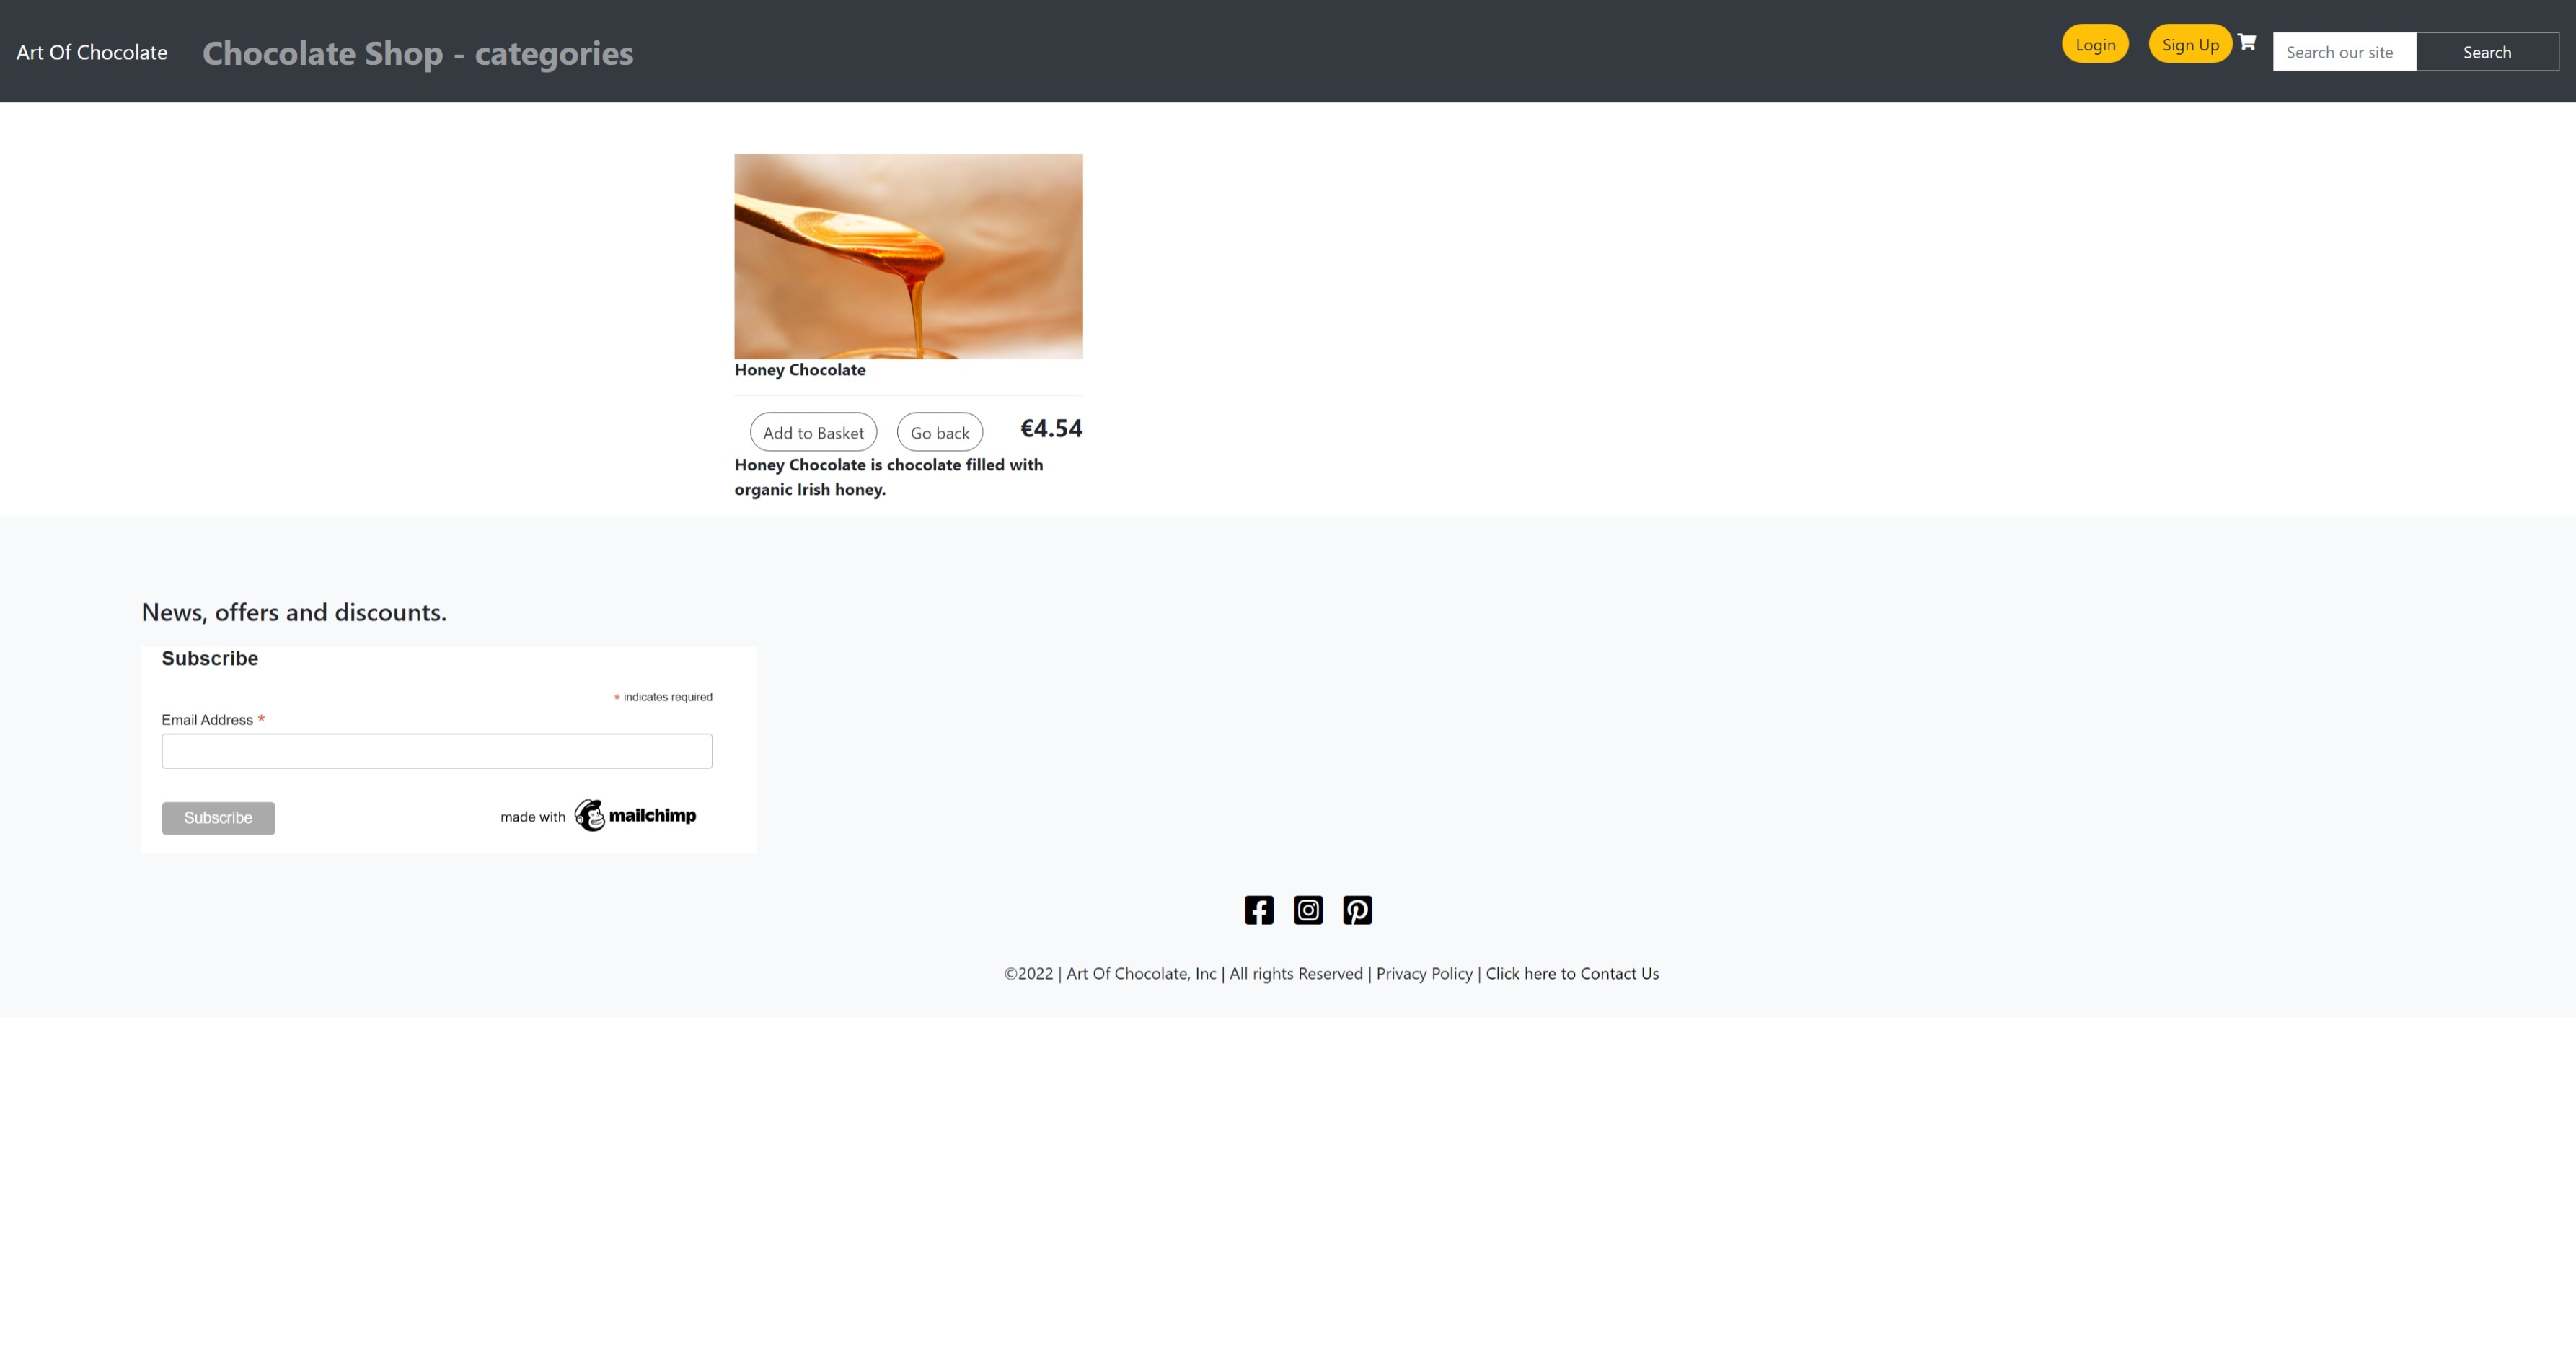 Art Of Chocolate
Chocolate Shop - categories
Login
Sign Up
Search our site
Search
Honey Chocolate
Add to Basket
Go back
€4.54
Honey Chocolate is chocolate filled with
organic Irish honey.
News, offers and discounts.
Subscribe
* indicates required
Email Address *
Subscribe
made with mailchimp
©2022 | Art Of Chocolate, Inc | All rights Reserved | Privacy Policy | Click here to Contact Us